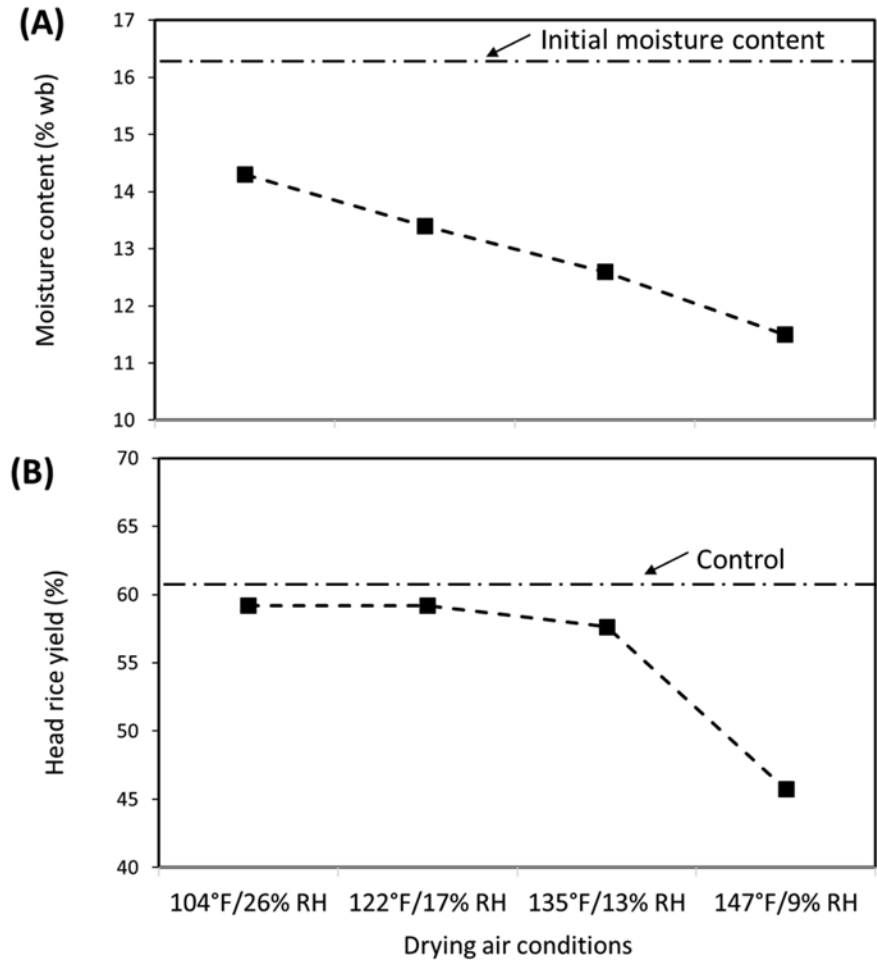 (A)
Moisture content (% wb)
17
16
15
14
13
12
11
10
Initial moisture content
(B)
Head rice yield (%)
70
65
60
55
50
45
40
Control
104°F/26% RH 122°F/17% RH 135°F/13% RH 147°F/9% RH
Drying air conditions